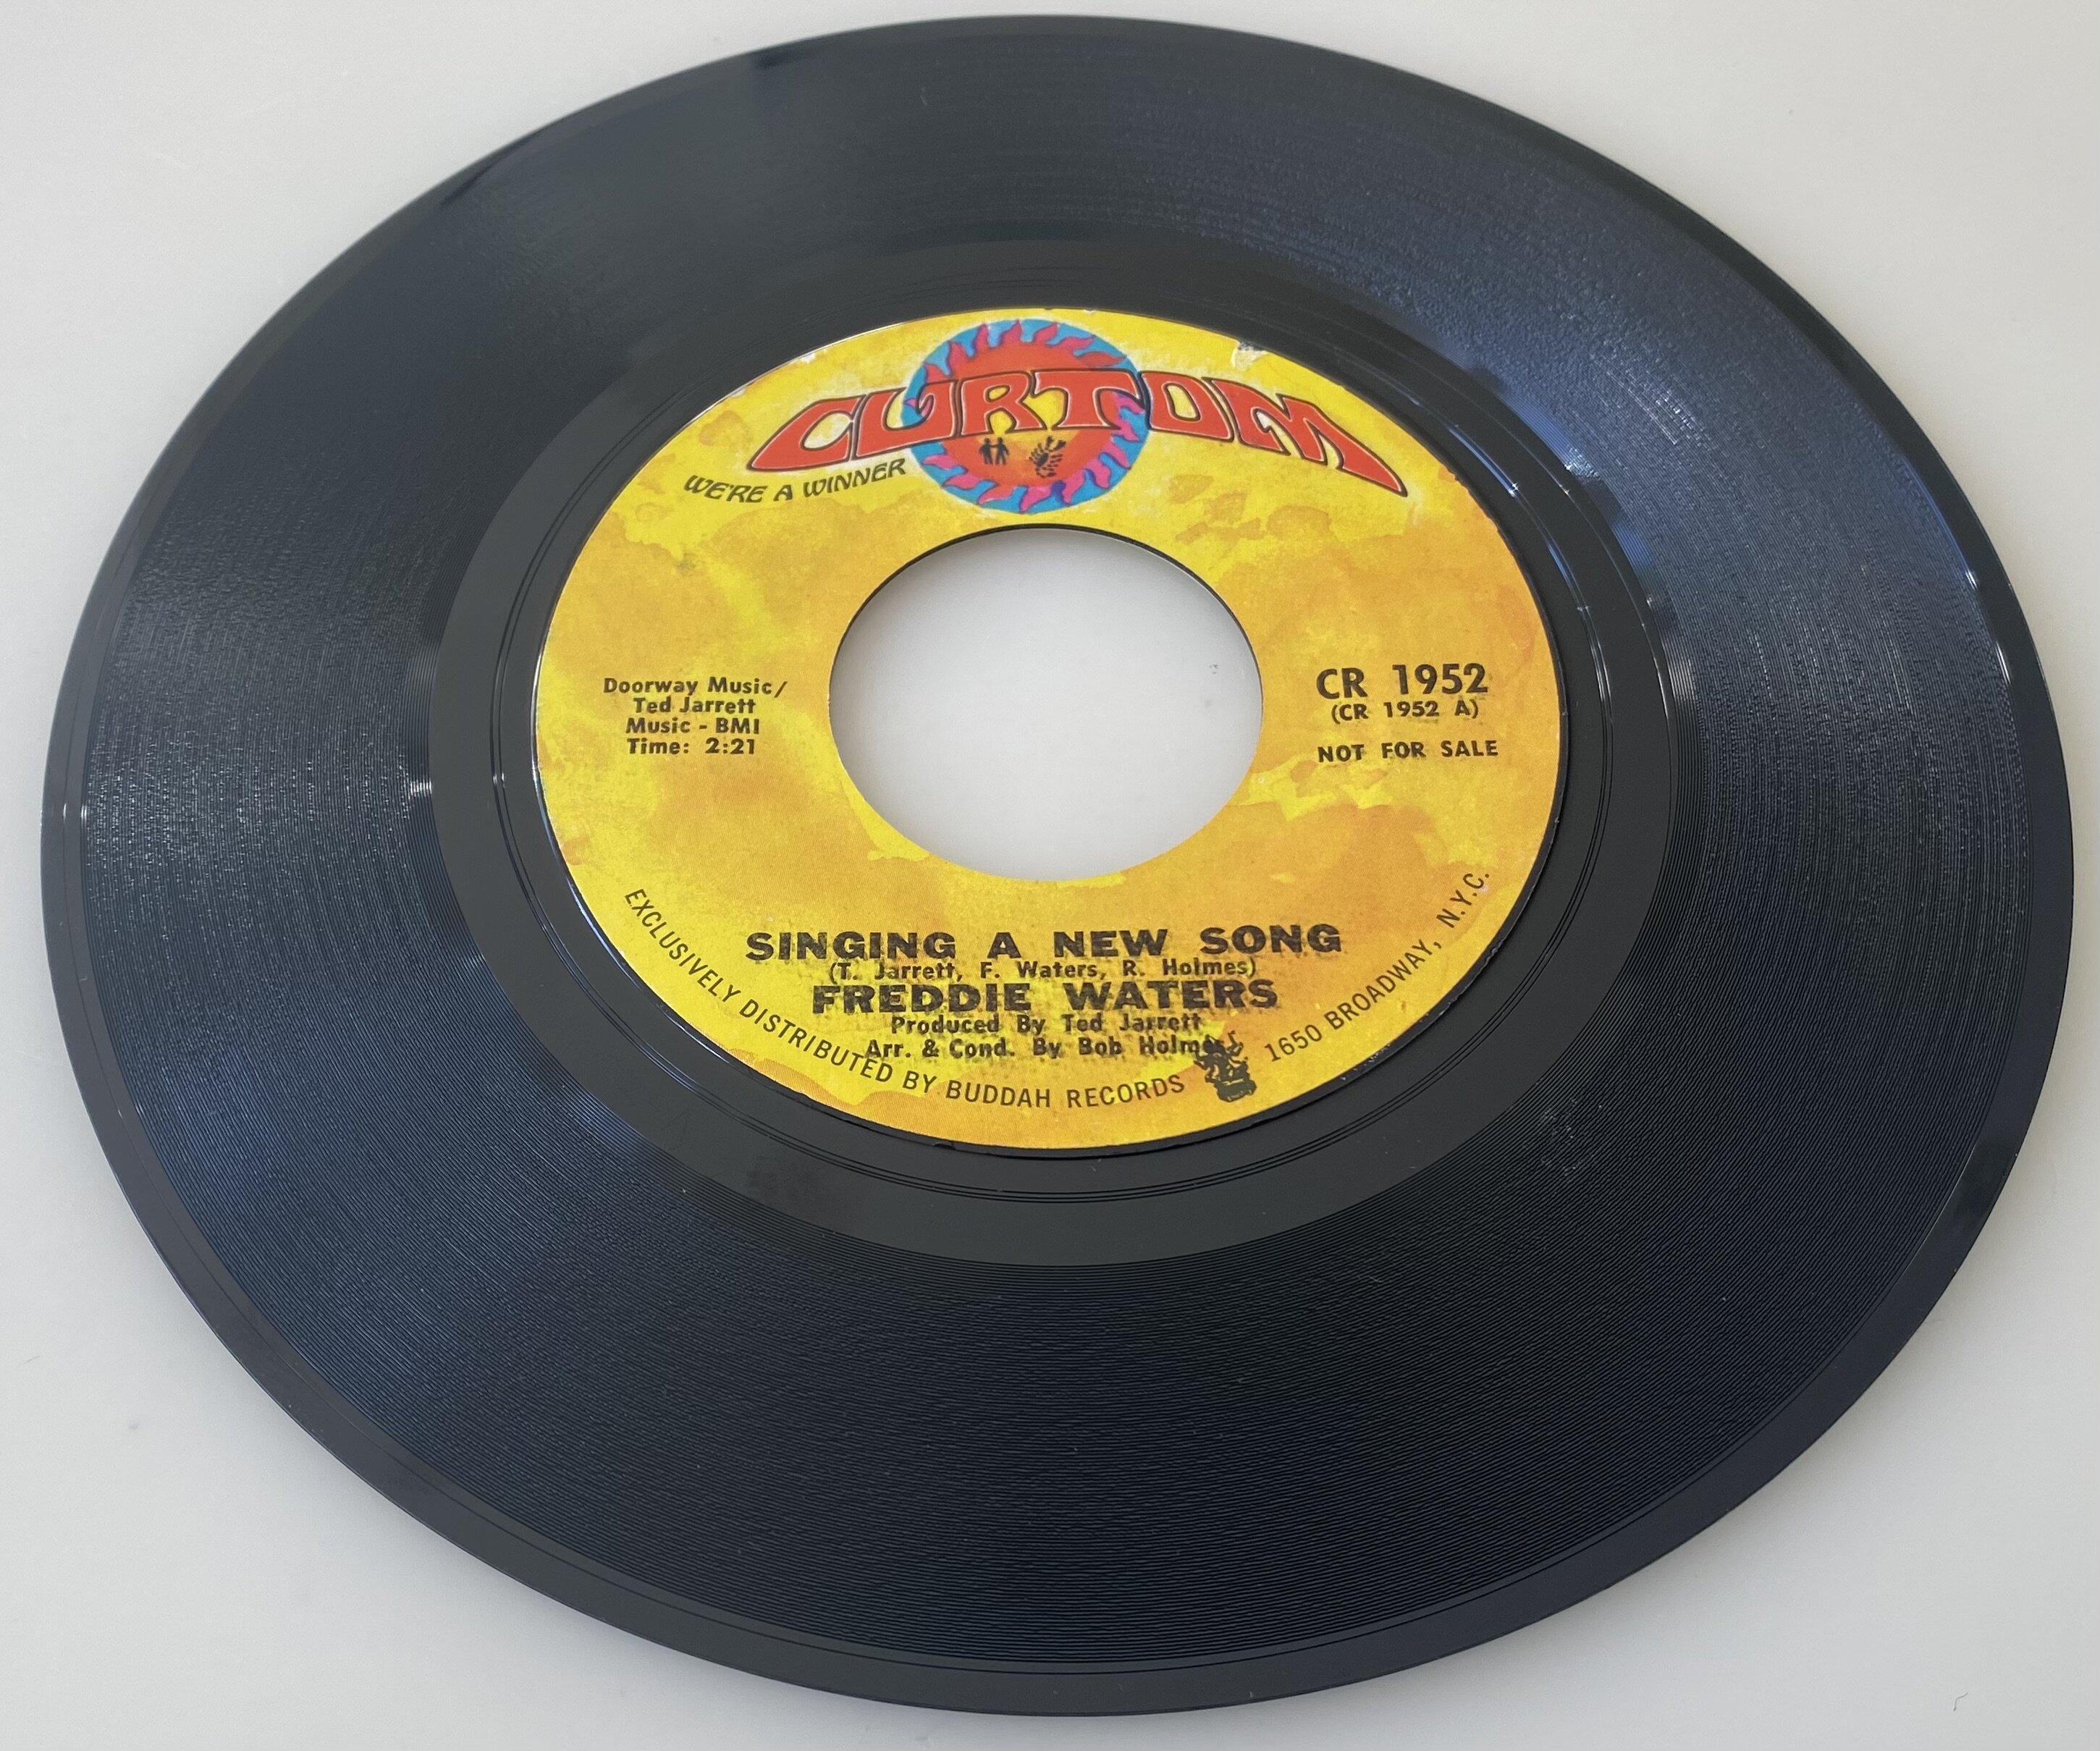 CURTOM
WE'RE A WINNER
Doorway Music/
Ted Jarrett
Music - BMI
Time: 2:21
CR 1952
(CR 1952 A)
NOT FOR SALE
SINGING A NEW SONG
(T. Jarrett, F. Waters, R. Holmes)
FREDDIE WATERS
Produced By Ted Jarrett
Arr. & Cond. By Bob Holmes
EXCLUSIVELY DISTRIBUTED BY BUDDAH RECORDS 1650 BROADWAY, N.Y.C.